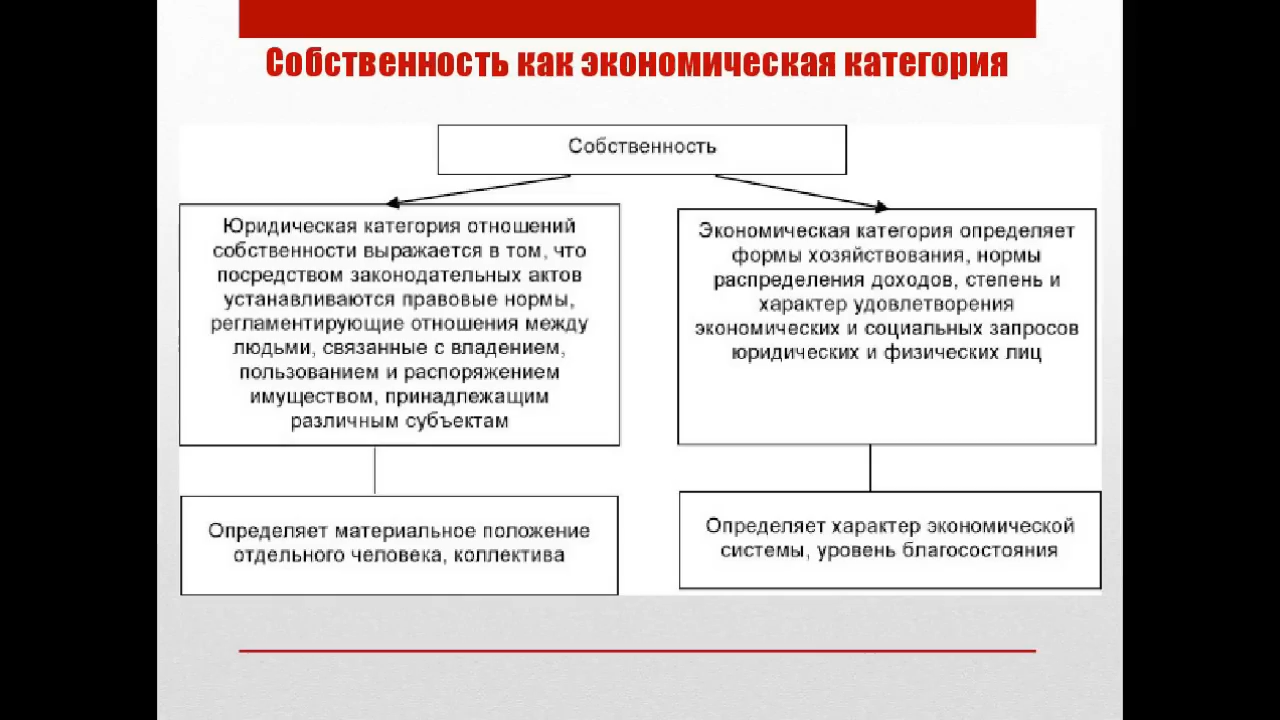 Собственность как экономическая категория
Собственность
Юридическая категория отношений
собственности выражается в том, что
посредством законодательных актов
устанавливаются правовые нормы,
регламентирующие отношения между
людьми, связанные с владением,
пользованием и распоряжением
имуществом, принадлежащим
различным субъектам
Экономическая категория определяет
формы хозяйствования, нормы
распределения доходов, степень и
характер удовлетворения
экономических и социальных запросов
юридических и физических лиц
Определяет материальное положение
отдельного человека, коллектива
Определяет характер экономической
системы, уровень благосостояния